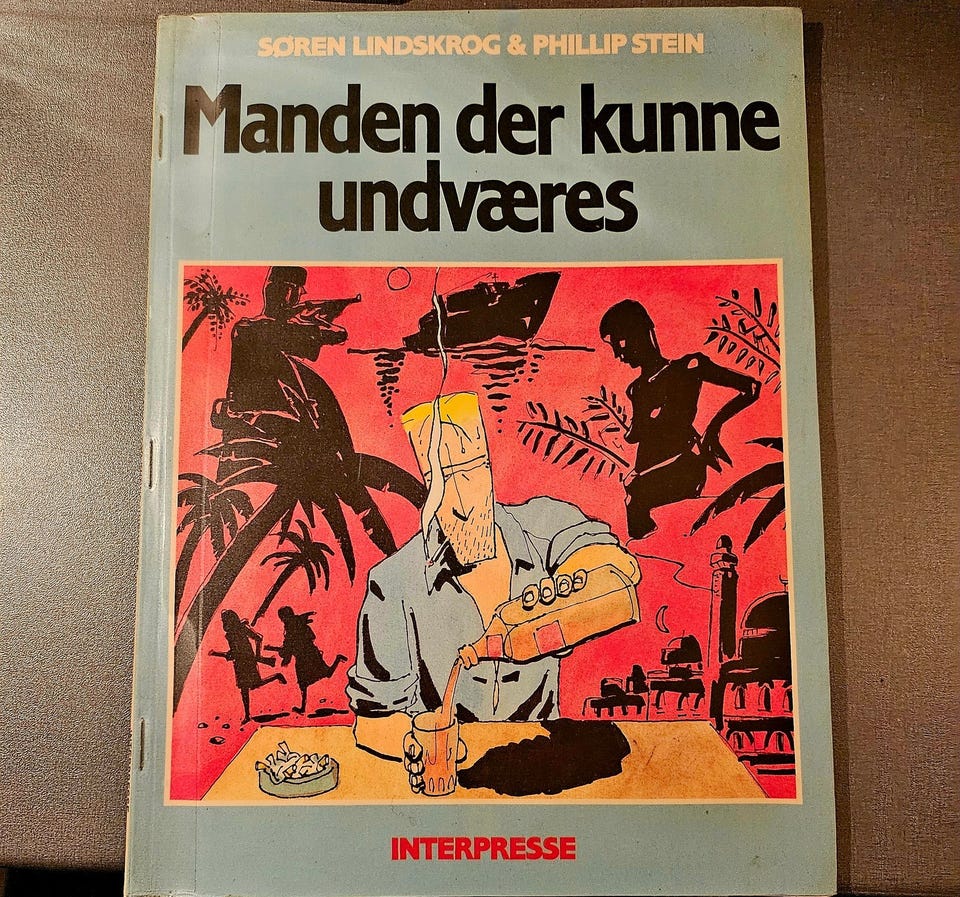 SØREN LINDSKROG & PHILLIP STEIN
Manden der kunne
undværes
INTERPRESSE